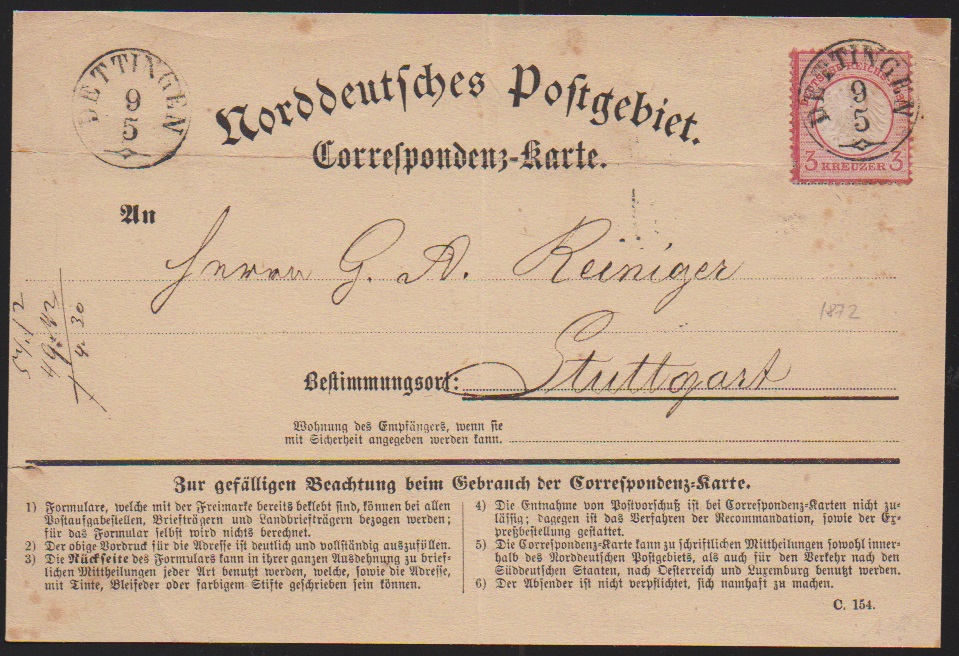 DETTINGEN
9
5
Norddeutsches Postgebiet.
Correspondenz-Karte.
DETTINGEN
9
5
3 KREUZER 3
An
Herrn G. A. Reiniger
1872
Stuttgart
Bestimmungsort:
Wohnung des Empfängers, wenn sie
mit Sicherheit angegeben werden kann.
4. 30
Zur gefälligen Beachtung beim Gebrauch der Correspondenz-Karte.
1) Formulare, welche mit der Freimarke bereits beklebt sind, können bei allen
Postaufgabestellen, Briefträgern und Landbriefträgern bezogen werden;
für das Formular selbst wird nichts berechnet.
2) Der obige Vordruck für die Adresse ist deutlich und vollständig auszufüllen.
3) Die Rückseite des Formulars kann in ihrer ganzen Ausdehnung zu brief-
lichen Mittheilungen jeder Art benutzt werden, welche, sowie die Adresse,
mit Tinte, Bleifeder oder farbigem Stifte geschrieben sein können.
4) Die Entnahme von Postvorschuß ist bei Correspondenz-Karten nicht zu-
lässig; dagegen ist das Verfahren der Recommandation, sowie der Ex-
preßbestellung gestattet.
5) Die Correspondenz-Karte kann zu schriftlichen Mittheilungen sowohl inner-
halb des Norddeutschen Postgebiets, als auch für den Verkehr nach den
Süddeutschen Staaten, nach Oesterreich und Luxemburg benutzt werden.
6) Der Absender ist nicht verpflichtet, sich namhaft zu machen.
C. 154.